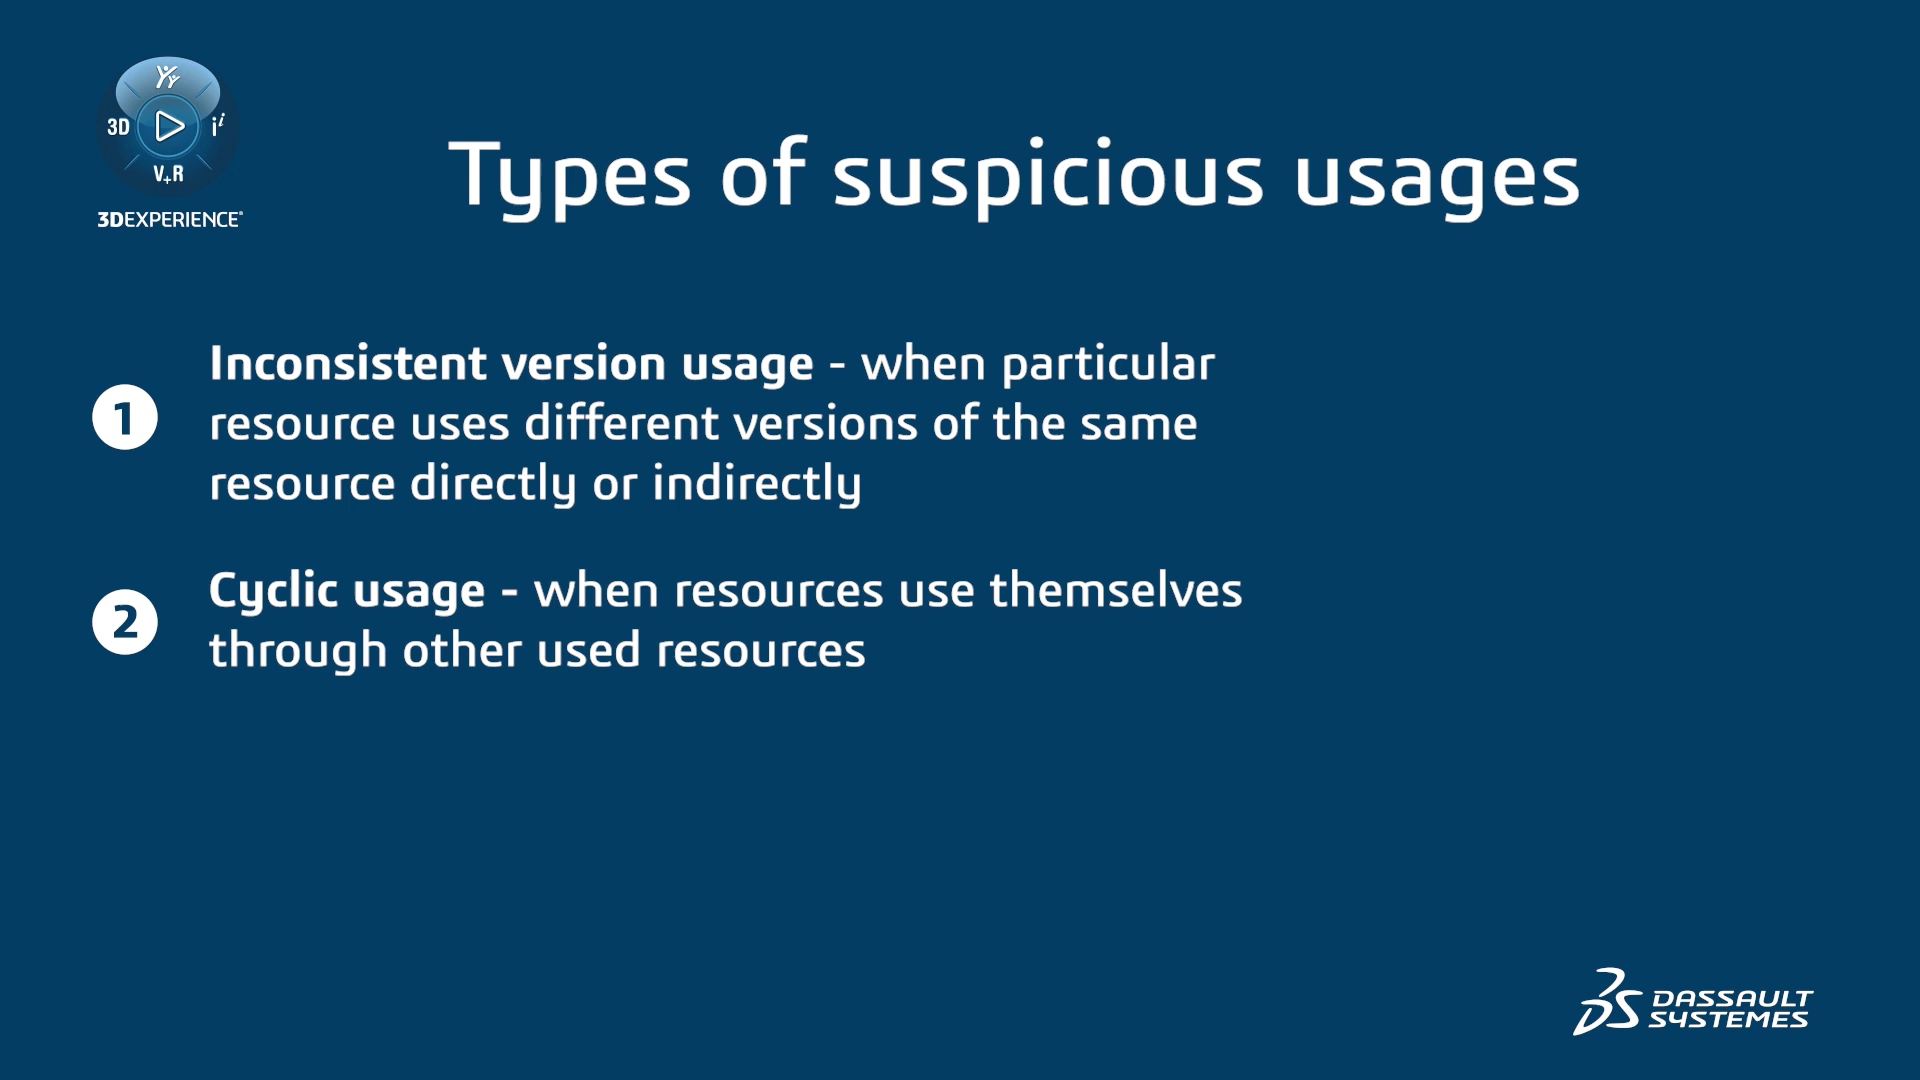 3D
V+R
3DEXPERIENCE®
Types of suspicious usages
1
Inconsistent version usage - when particular
resource uses different versions of the same
resource directly or indirectly
2
Cyclic usage - when resources use themselves
through other used resources
DASSAULT
SYSTEMES